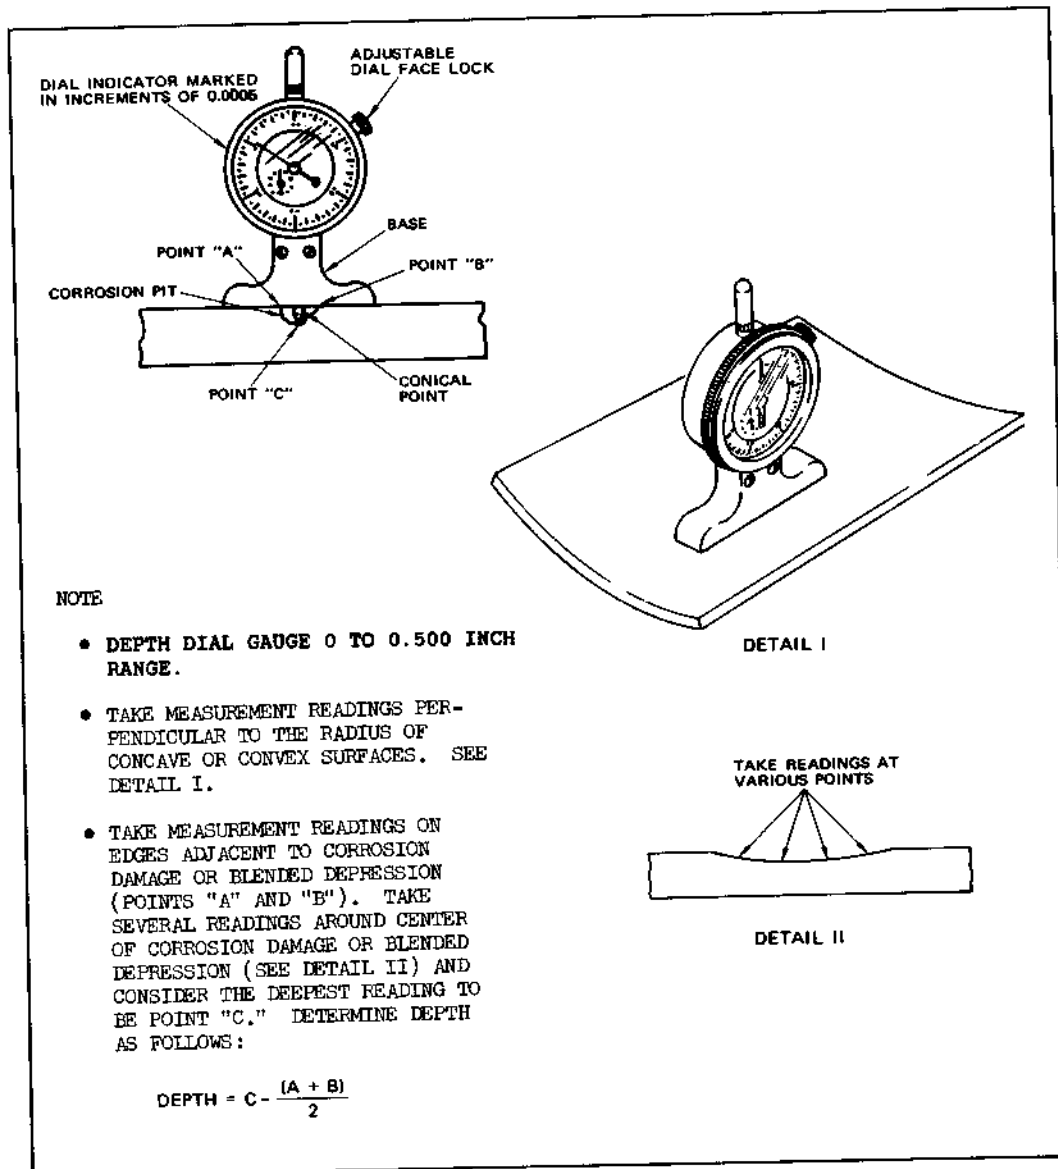 ADJUSTABLE
DIAL FACE LOCK
DIAL INDICATOR MARKED
IN INCREMENTS OF 0.0005
BASE
POINT "A"
POINT "B"
CORROSION PIT
POINT "C"
CONICAL
POINT
DETAIL I
NOTE
• DEPTH DIAL GAUGE 0 TO 0.500 INCH
RANGE.
• TAKE MEASUREMENT READINGS PER-
PENDICULAR TO THE RADIUS OF
CONCAVE OR CONVEX SURFACES. SEE
DETAIL I.
• TAKE MEASUREMENT READINGS ON
EDGES ADJACENT TO CORROSION
DAMAGE OR BLENDED DEPRESSION
(POINTS "A" AND "B"). TAKE
SEVERAL READINGS AROUND CENTER
OF CORROSION DAMAGE OR BLENDED
DEPRESSION (SEE DETAIL II) AND
CONSIDER THE DEEPEST READING TO
BE POINT "C." DETERMINE DEPTH
AS FOLLOWS:
DEPTH = C - (A + B) / 2
TAKE READINGS AT
VARIOUS POINTS
DETAIL II